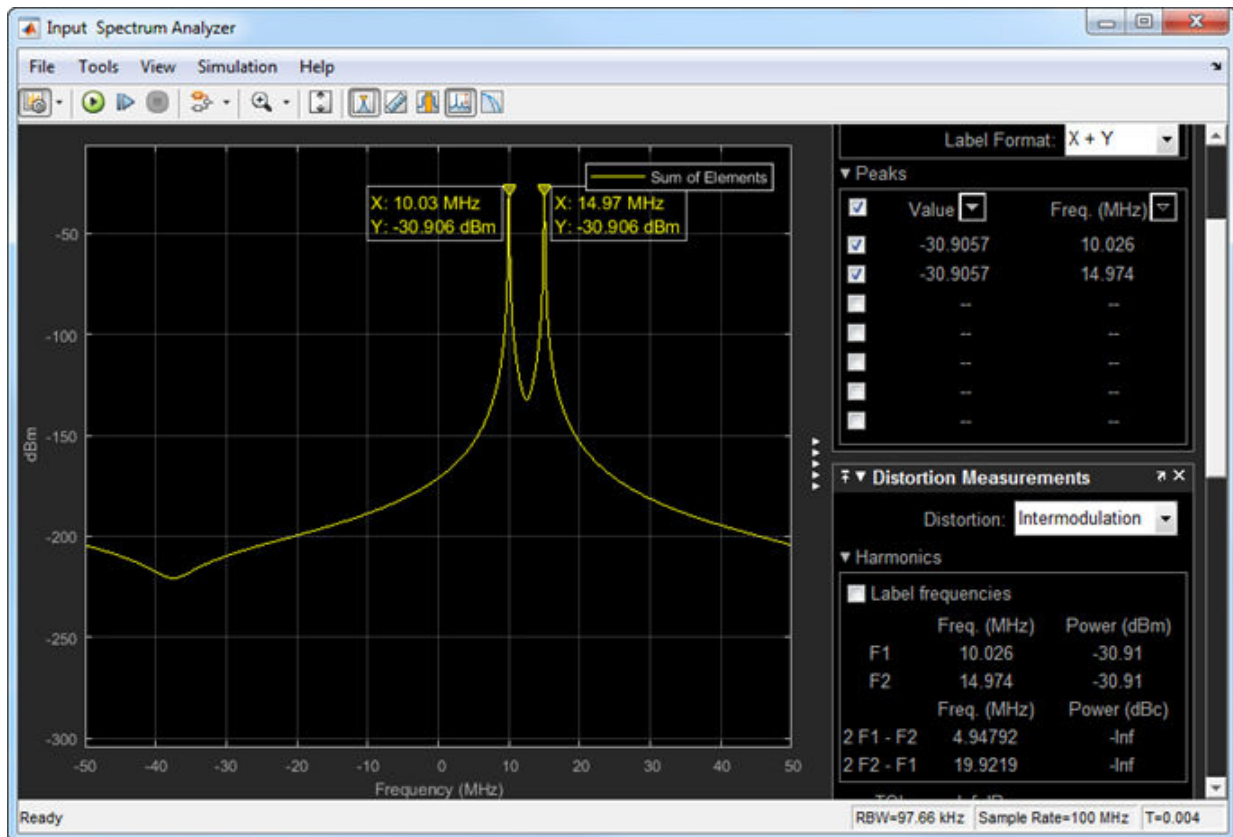 Input Spectrum Analyzer
File Tools View Simulation Help
Label Format: X + Y
Sum of Elements
X: 10.03 MHz
Y: -30.906 dBm
X: 14.97 MHz
Y: -30.906 dBm
-50
-100
-150
-200
-250
-300
dBm
-50 -40 -30 -20 -10 0 10 20 30 40 50
Frequency (MHz)
Peaks
Value Freq. (MHz)
-30.9057 10.026
-30.9057 14.974
-- --
-- --
-- --
-- --
-- --
Distortion Measurements
Distortion: Intermodulation
Harmonics
Label frequencies
Freq. (MHz) Power (dBm)
F1 10.026 -30.91
F2 14.974 -30.91
Freq. (MHz) Power (dBc)
2 F1 - F2 4.94792 -Inf
2 F2 - F1 19.9219 -Inf
Ready
RBW=97.66 kHz Sample Rate=100 MHz T=0.004